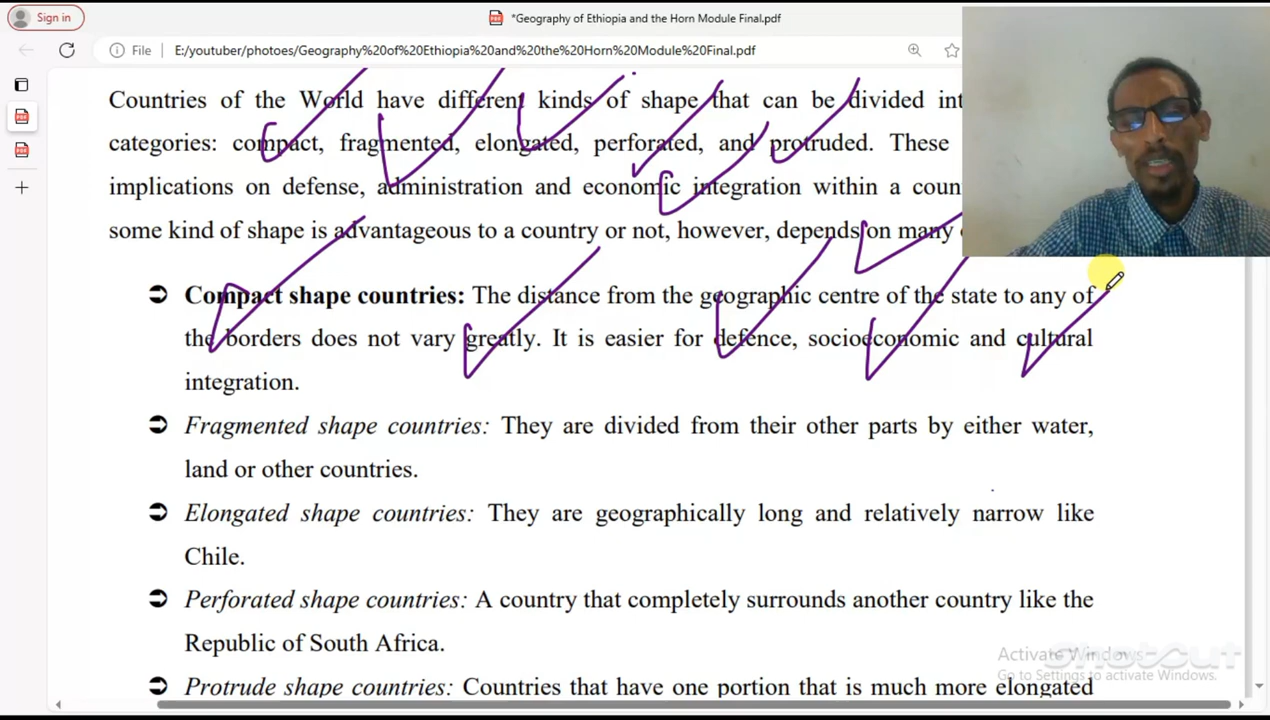 Sign in
*Geography of Ethiopia and the Horn Module Final.pdf
File
E:/youtuber/photoes/Geography%20of%20Ethiopia%20and%20the%20Horn%20Module%20Final.pdf
Countries of the World have different kinds of shape that can be divided
categories: compact, fragmented, elongated, perforated, and protruded. These
implications on defense, administration and economic integration within a
some kind of shape is advantageous to a country or not, however, depends on many
Compact shape countries: The distance from the geographic centre of the state to any of
the borders does not vary greatly. It is easier for defence, socioeconomic and cultural
integration.
Fragmented shape countries: They are divided from their other parts by either water,
land or other countries.
Elongated shape countries: They are geographically long and relatively narrow like
Chile.
Perforated shape countries: A country that completely surrounds another country like the
Republic of South Africa.
Activate Windows
shotcut
Go to Settings to activate Windows.
Protrude shape countries: Countries that have one portion that is much more elongated